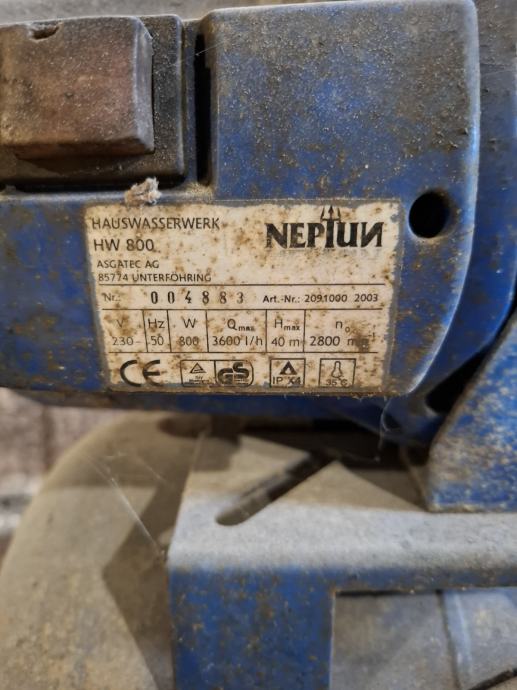 HAUSWASSERWERK
NEPTUN
HW 800
ASGATEC AG
85774 UNTERFÖHRING
Nr.: 004883 Art.-Nr.: 2091000 2003
V Hz W Qmax Hmax n₀
230 50 800 3600 l/h 40 m 2800
CE GS IP X4 35°C